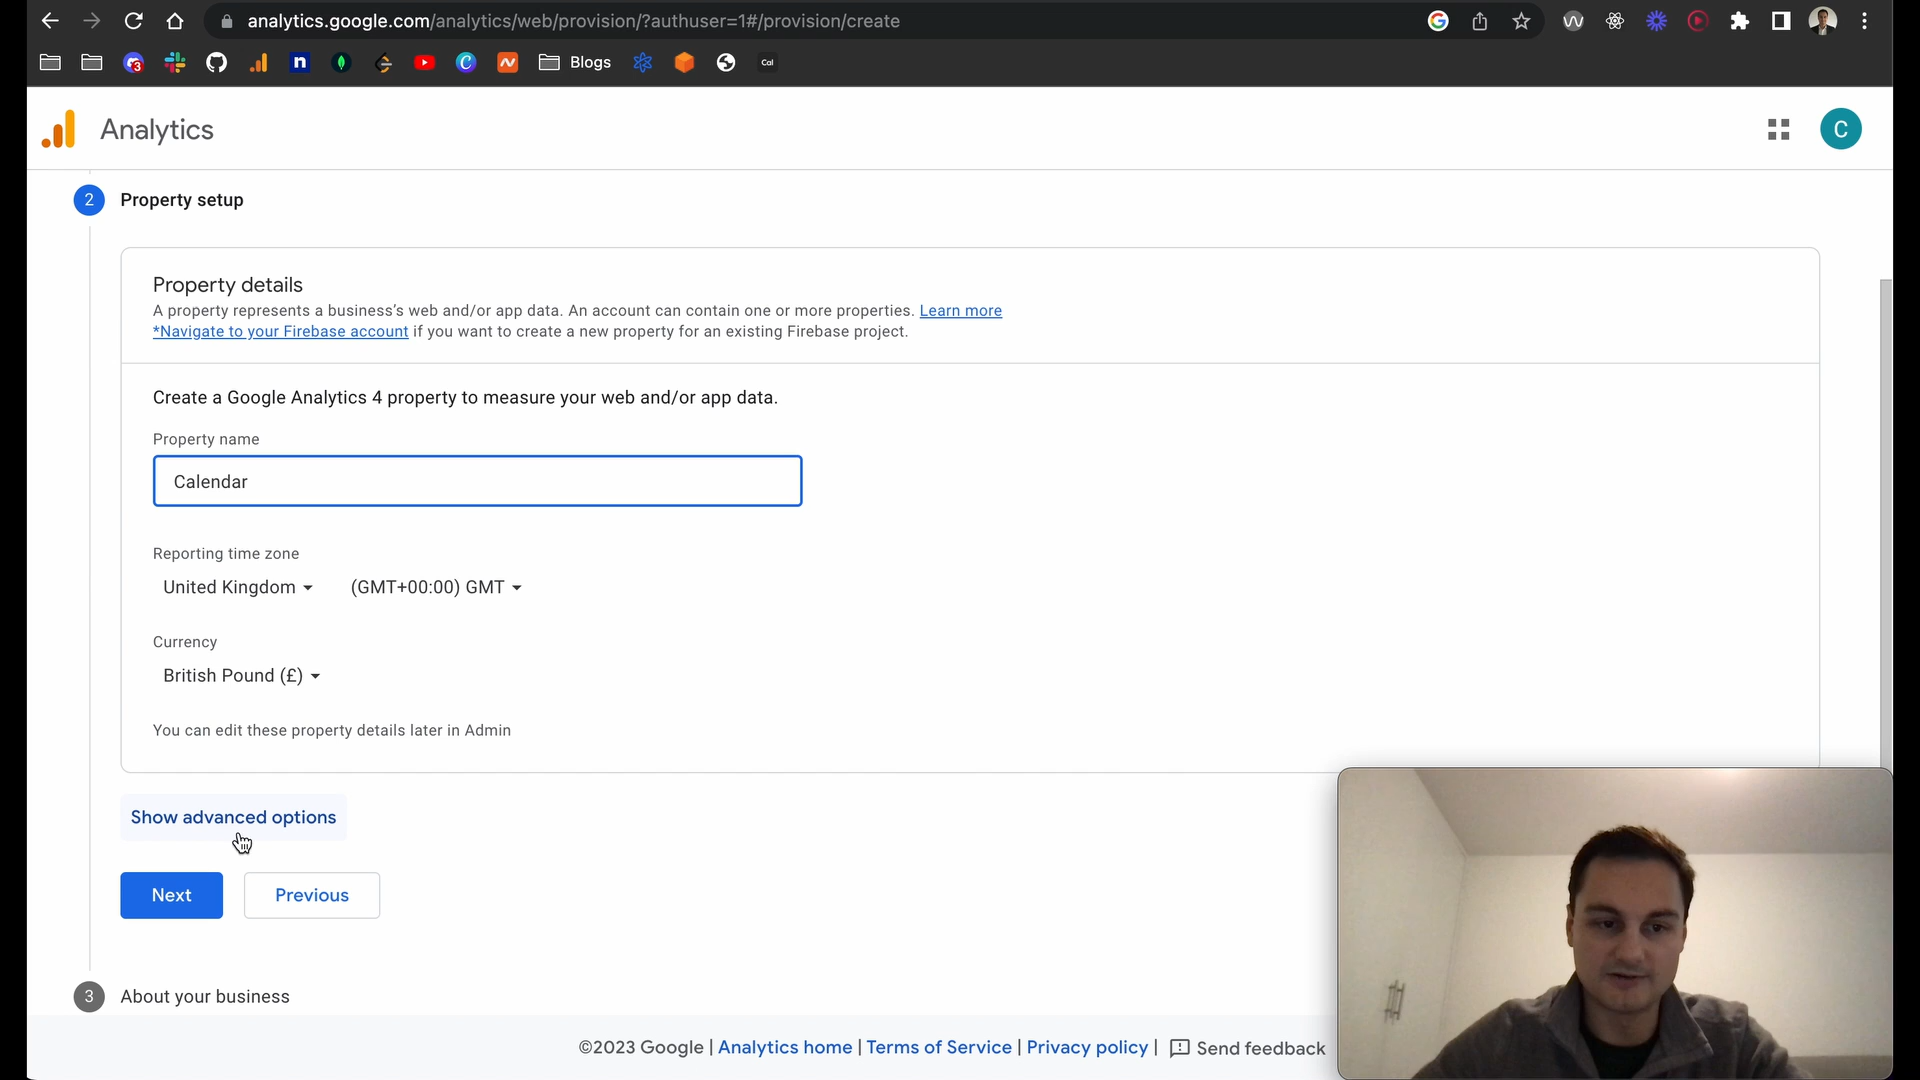 analytics.google.com/analytics/web/provision/?authuser=1#/provision/create
3 n C Blogs Cal
Analytics
C
2 Property setup
Property details
A property represents a business’s web and/or app data. An account can contain one or more properties. Learn more
*Navigate to your Firebase account if you want to create a new property for an existing Firebase project.
Create a Google Analytics 4 property to measure your web and/or app data.
Property name
Calendar
Reporting time zone
United Kingdom (GMT+00:00) GMT
Currency
British Pound (£)
You can edit these property details later in Admin
Show advanced options
Next Previous
3 About your business
©2023 Google | Analytics home | Terms of Service | Privacy policy | Send feedback